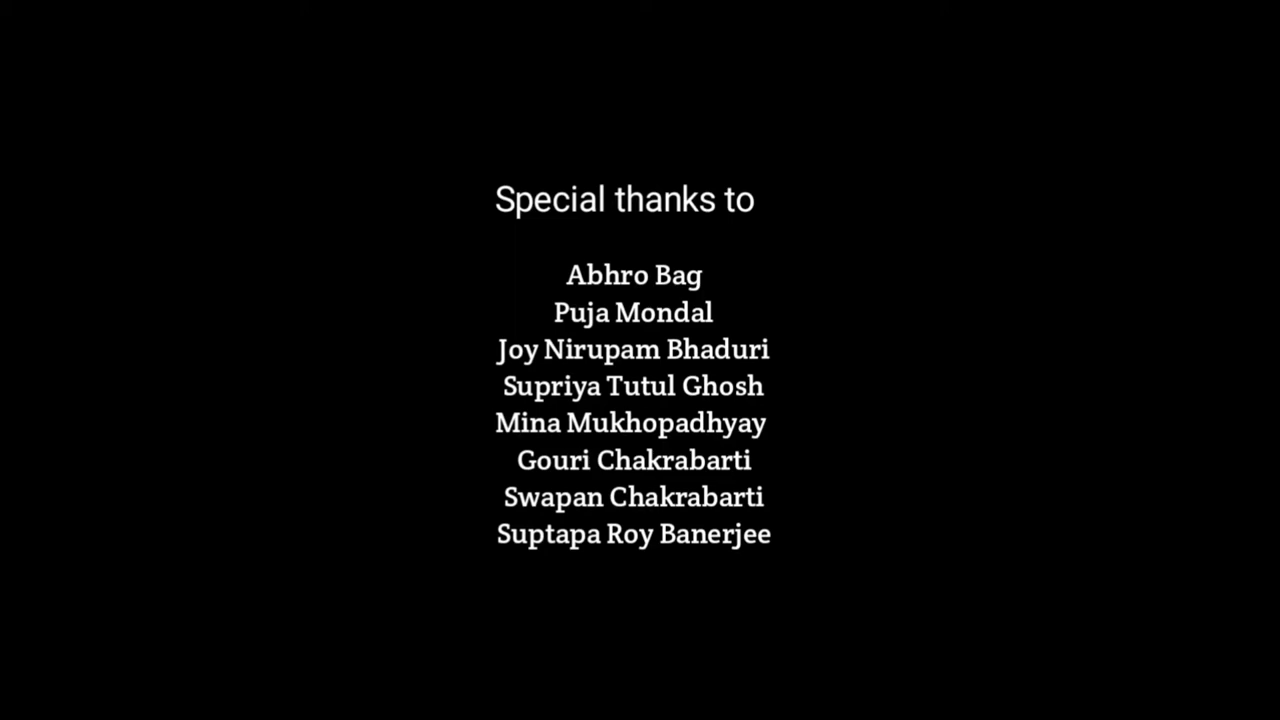 Special thanks to
Abhro Bag
Puja Mondal
Joy Nirupam Bhaduri
Supriya Tutul Ghosh
Mina Mukhopadhyay
Gouri Chakrabarti
Swapan Chakrabarti
Suptapa Roy Banerjee